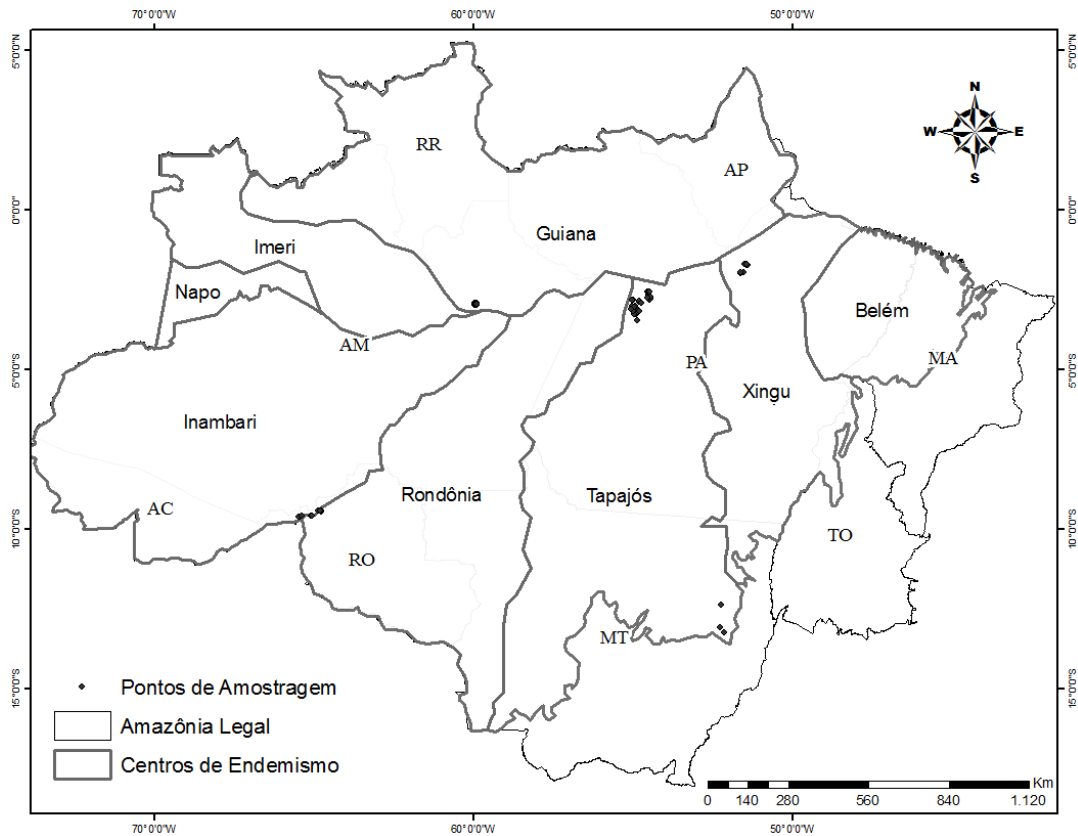 70°0'0"W
60°0'0"W
50°0'0"W
5°0'0"N
5°0'0"N
N
W
E
S
RR
AP
0°0'0"
0°0'0"
Guiana
Imeri
Napo
Belém
AM
PA
MA
5°0'0"S
5°0'0"S
Xingu
Inambari
Rondônia
Tapajós
AC
10°0'0"S
10°0'0"S
RO
TO
MT
Pontos de Amostragem
Amazônia Legal
Centros de Endemismo
15°0'0"S
15°0'0"S
Km
0 140 280 560 840 1.120
70°0'0"W
60°0'0"W
50°0'0"W